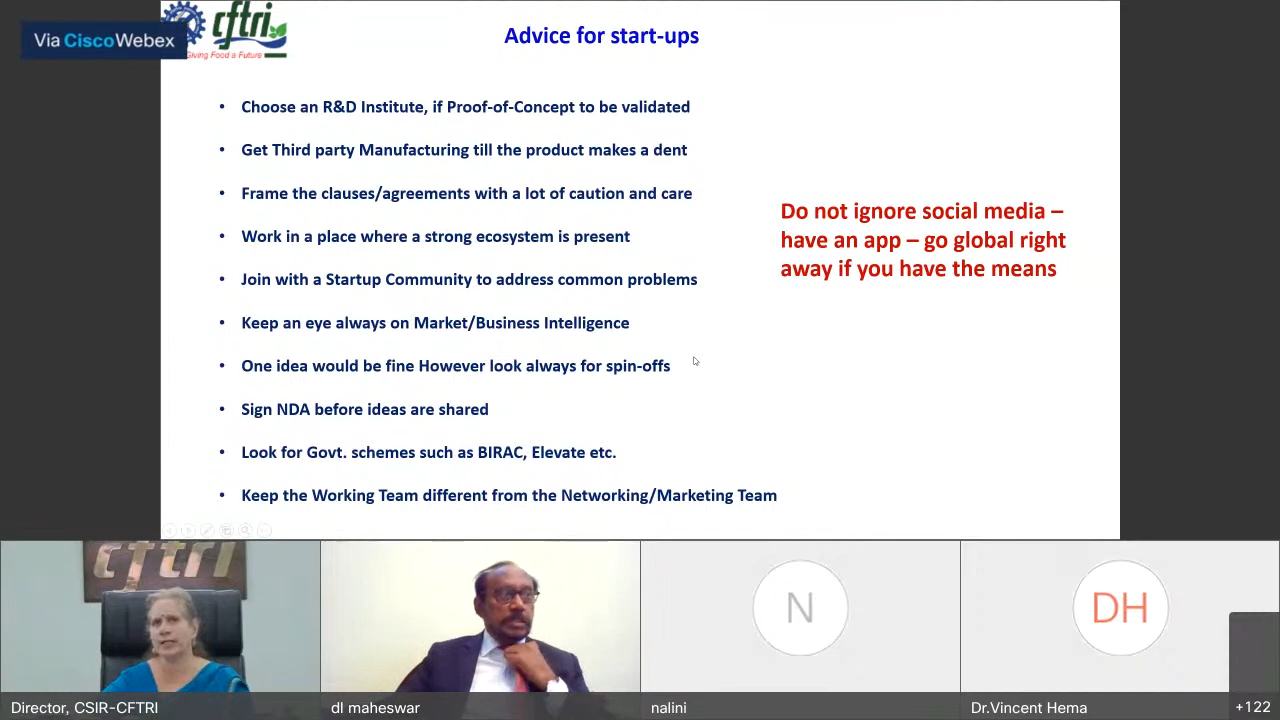 Via Cisco Webex
cftri
Giving Food a Future
Advice for start-ups
• Choose an R&D Institute, if Proof-of-Concept to be validated
• Get Third party Manufacturing till the product makes a dent
• Frame the clauses/agreements with a lot of caution and care
• Work in a place where a strong ecosystem is present
• Join with a Startup Community to address common problems
• Keep an eye always on Market/Business Intelligence
• One idea would be fine However look always for spin-offs
• Sign NDA before ideas are shared
• Look for Govt. schemes such as BIRAC, Elevate etc.
• Keep the Working Team different from the Networking/Marketing Team
Do not ignore social media –
have an app – go global right
away if you have the means
cftri
N
DH
Director, CSIR-CFTRI
dl maheswar
nalini
Dr.Vincent Hema
+122